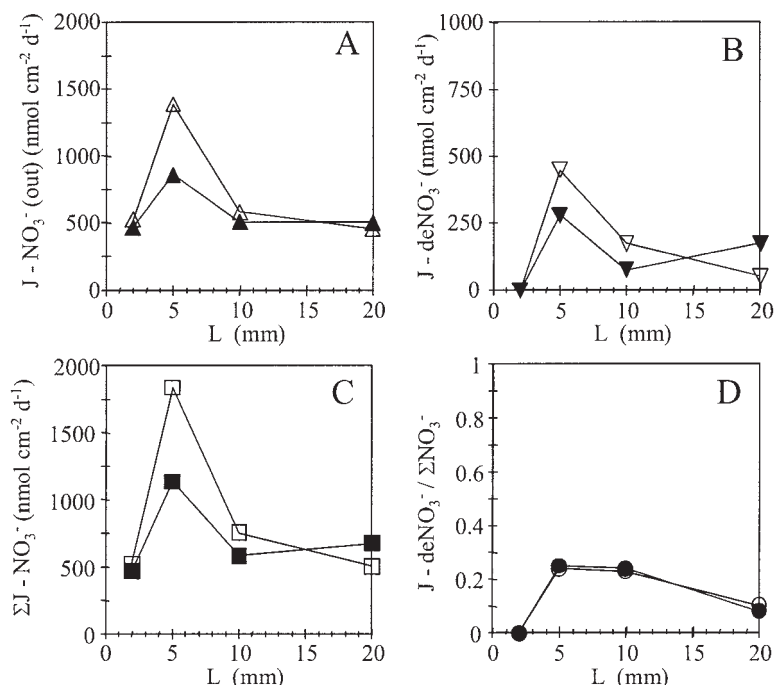 A
J - NO₃⁻ (out) (nmol cm⁻² d⁻¹)
2000
1500
1000
500
0
0 5 10 15 20
L (mm)
B
J - deNO₃⁻ (nmol cm⁻² d⁻¹)
1000
750
500
250
0
0 5 10 15 20
L (mm)
C
ΣJ - NO₃⁻ (nmol cm⁻² d⁻¹)
2000
1500
1000
500
0
0 5 10 15 20
L (mm)
D
J - deNO₃⁻ / ΣNO₃⁻
1
0.8
0.6
0.4
0.2
0
0 5 10 15 20
L (mm)